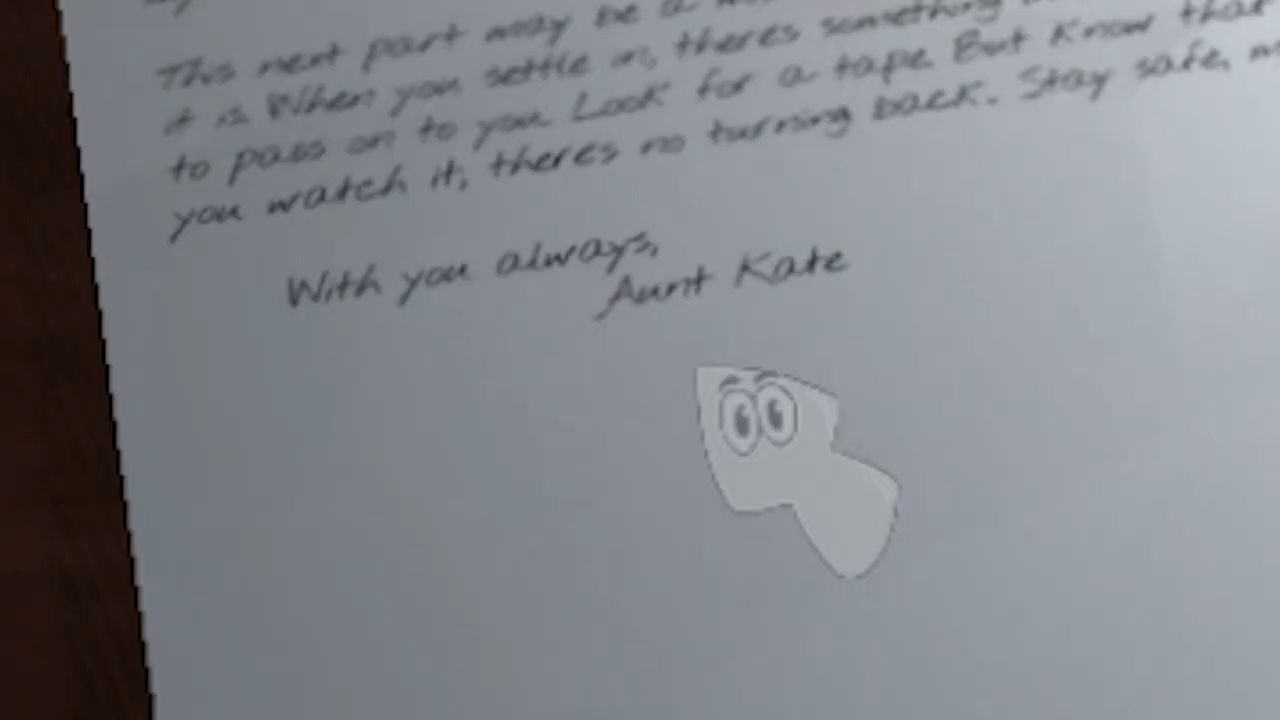 This next part may be a
it is When you settle in, theres something
to pass on to you Look for a tape But Know that
you watch it, theres no turning back. Stay safe,
With you always,
Aunt Kate